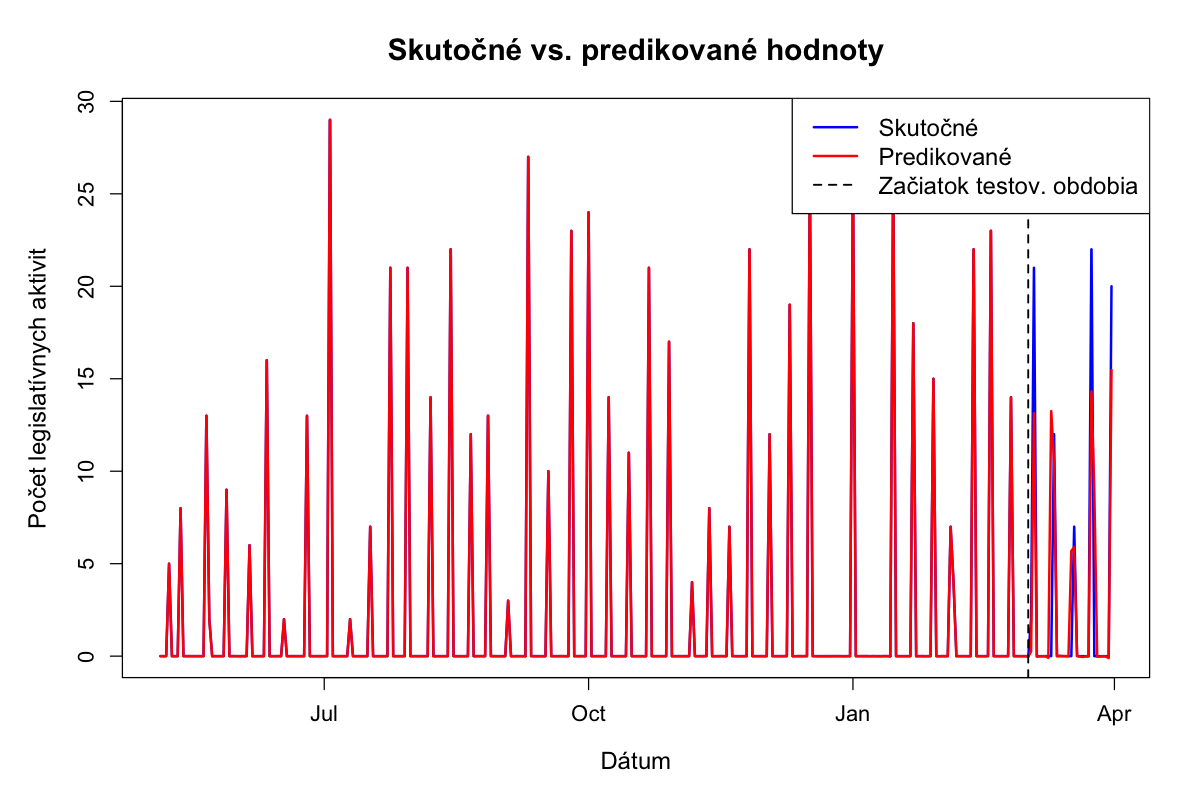 Skutočné vs. predikované hodnoty
Skutočné
Predikované
Začiatok testov. obdobia
Počet legislatívnych aktivit
30
25
20
15
10
5
0
Jul
Oct
Jan
Apr
Dátum